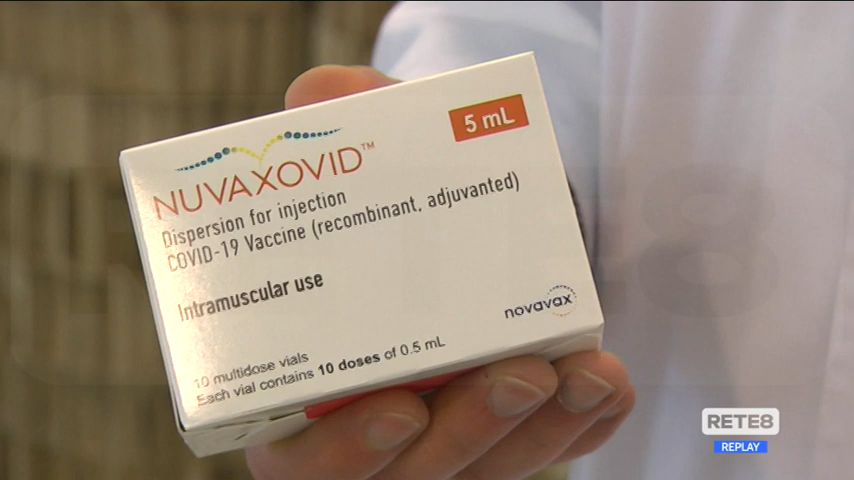 5 mL
NUVAXOVID™
Dispersion for injection
COVID-19 Vaccine (recombinant, adjuvanted)
Intramuscular use
novavax
10 multidose vials
Each vial contains 10 doses of 0.5 mL
RETE8
REPLAY